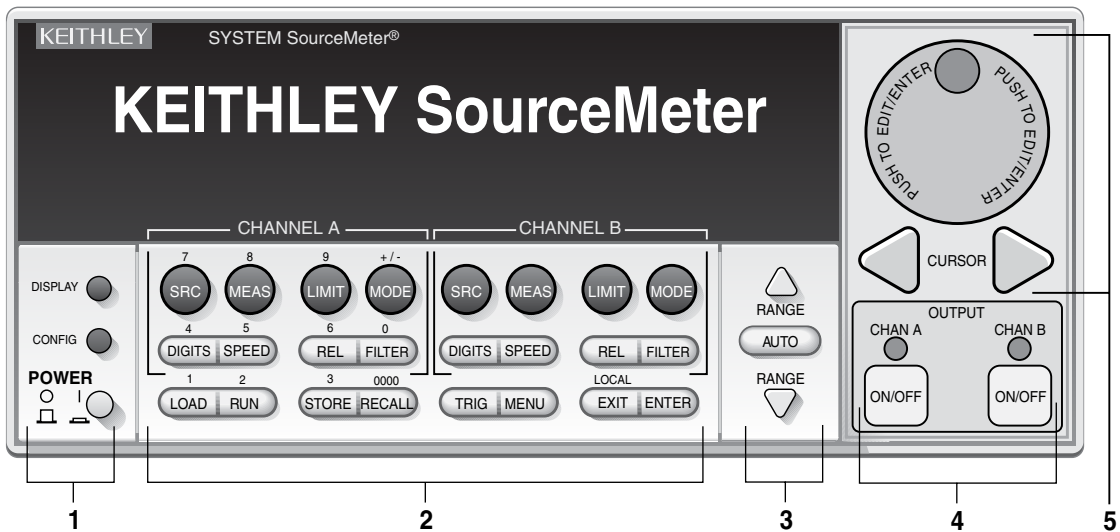 KEITHLEY SYSTEM SourceMeter®
KEITHLEY SourceMeter
PUSH TO EDIT/ENTER PUSH TO EDIT/ENTER
CURSOR
CHANNEL A CHANNEL B
7 8 9 +/-
DISPLAY SRC MEAS LIMIT MODE SRC MEAS LIMIT MODE
RANGE
OUTPUT
CHAN A CHAN B
4 5 6 0
CONFIG DIGITS SPEED REL FILTER DIGITS SPEED REL FILTER AUTO
POWER
1 2 3 0000 LOCAL RANGE
LOAD RUN STORE RECALL TRIG MENU EXIT ENTER ON/OFF ON/OFF
1 2 3 4 5